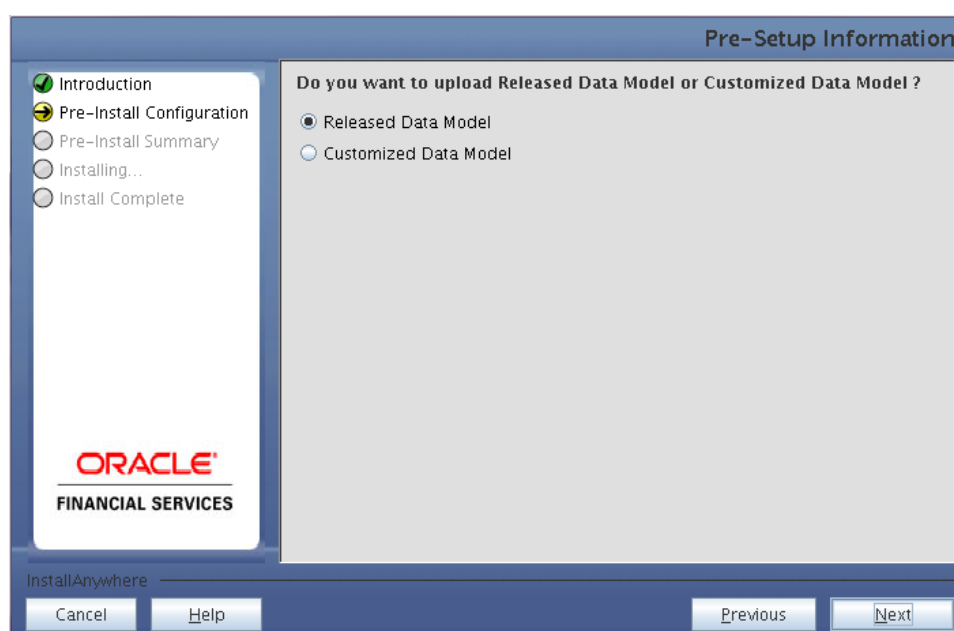 Pre-Setup Information
Introduction
Pre-Install Configuration
Pre-Install Summary
Installing...
Install Complete
Do you want to upload Released Data Model or Customized Data Model ?
Released Data Model
Customized Data Model
ORACLE'
FINANCIAL SERVICES
InstallAnywhere
Cancel
Help
Previous
Next